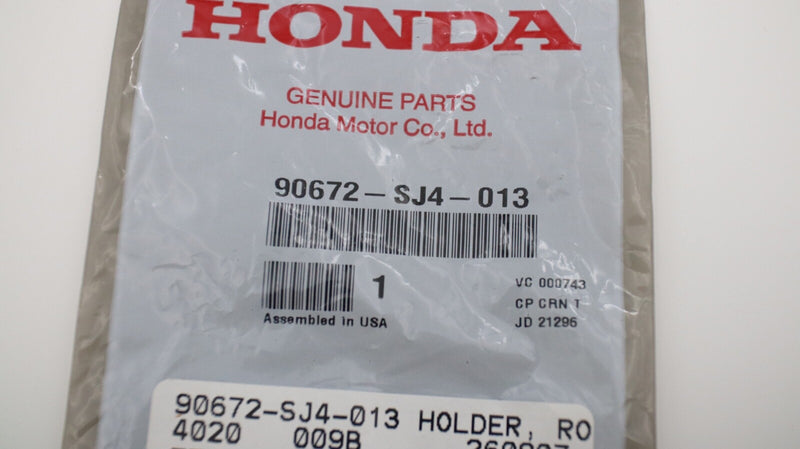 HONDA
GENUINE PARTS
Honda Motor Co., Ltd.
90672-SJ4-013
1
VC 000743
CP CRN T
Assembled in USA
JD 21296
90672-SJ4-013 HOLDER, RO
4020 009B 260807